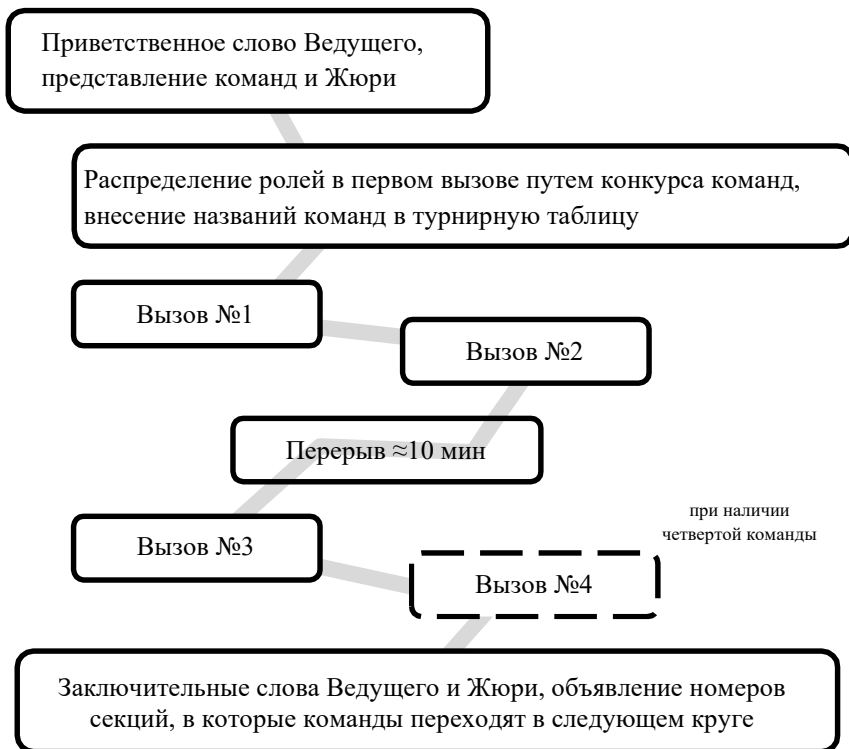 Приветственное слово Ведущего,
представление команд и Жюри
Распределение ролей в первом вызове путем конкурса команд,
внесение названий команд в турнирную таблицу
Вызов №1
Вызов №2
Перерыв ≈10 мин
Вызов №3
при наличии
четвертой команды
Вызов №4
Заключительные слова Ведущего и Жюри, объявление номеров
секций, в которые команды переходят в следующем круге